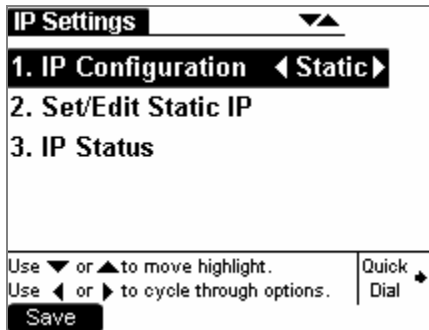 IP Settings
1. IP Configuration Static
2. Set/Edit Static IP
3. IP Status
Use ▼ or ▲ to move highlight.
Use ◀ or ▶ to cycle through options.
Quick
Dial
Save